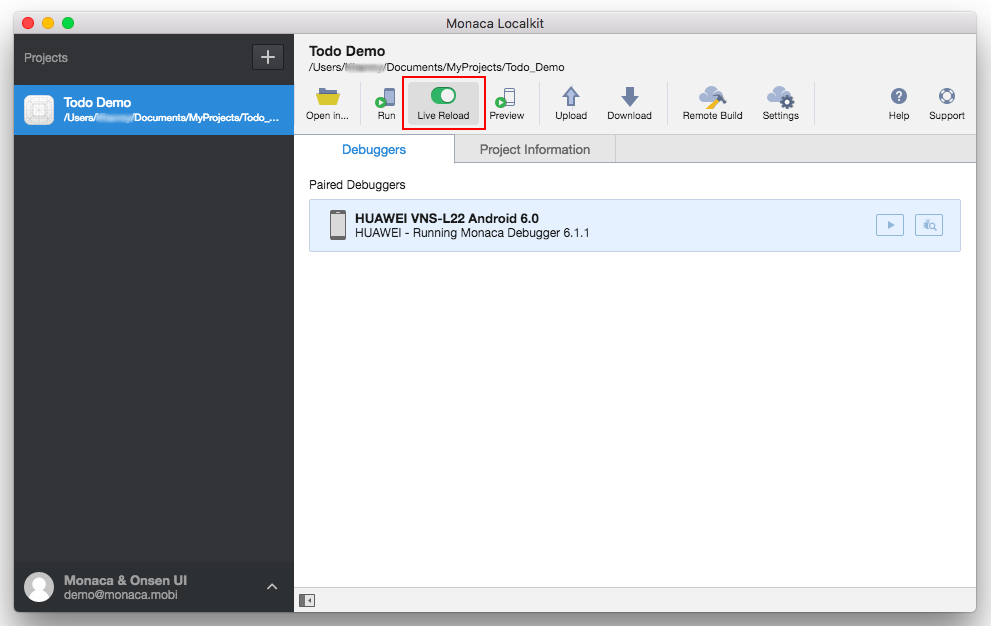 Monaca Localkit
Projects
Todo Demo
/Users/ /Documents/MyProjects/Todo_...
Todo Demo
/Users/ /Documents/MyProjects/Todo_Demo
Open in... Run Live Reload Preview Upload Download Remote Build Settings Help Support
Debuggers Project Information
Paired Debuggers
HUAWEI VNS-L22 Android 6.0
HUAWEI - Running Monaca Debugger 6.1.1
Monaca & Onsen UI
demo@monaca.mobi